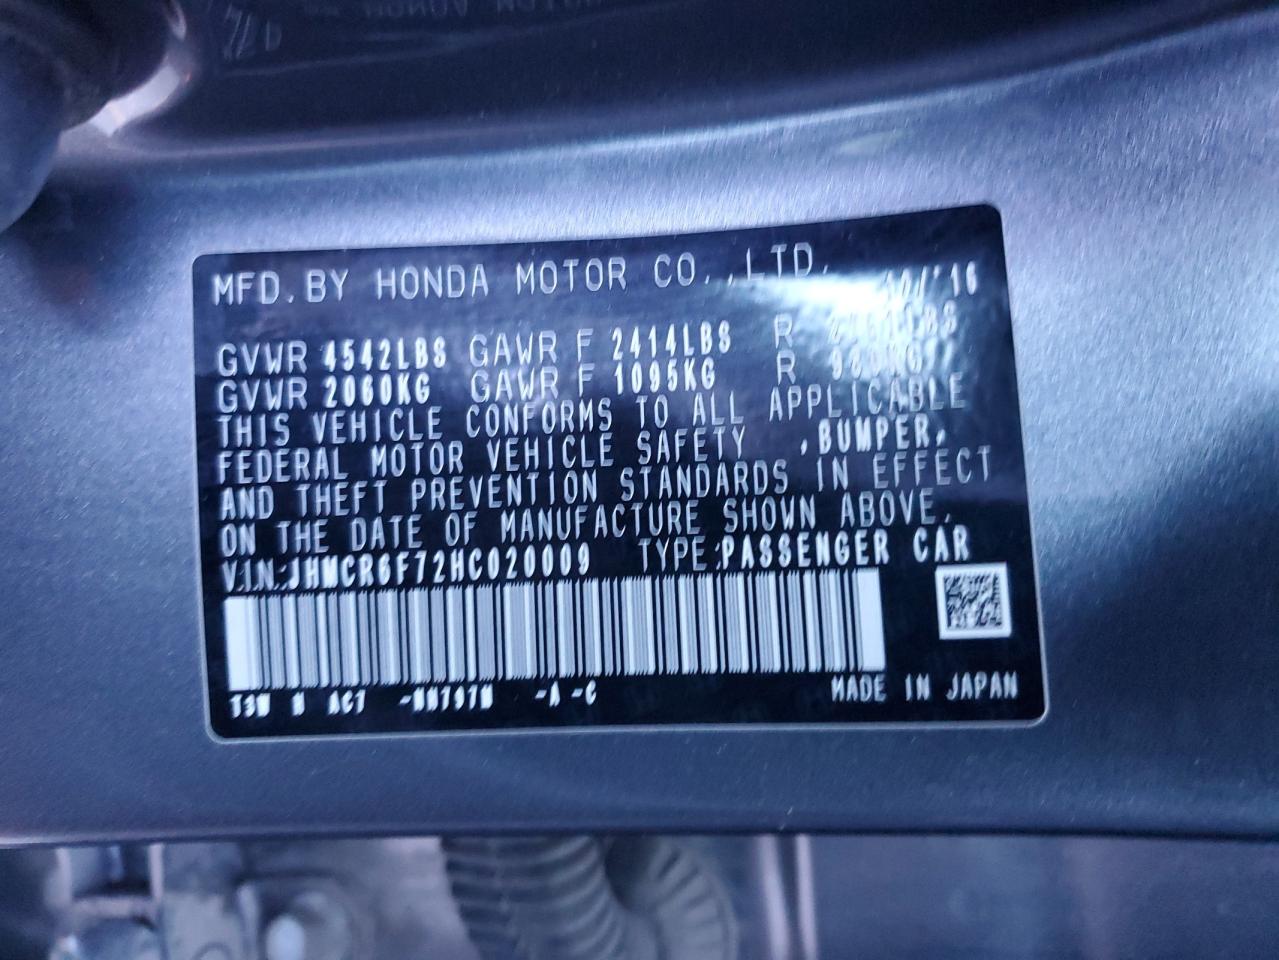 MFD. BY HONDA MOTOR CO., LTD. 10/'16
GVWR 4542LBS GAWR F 2414LBS R
GVWR 2060KG GAWR F 1095KG R
THIS VEHICLE CONFORMS TO ALL APPLICABLE
FEDERAL MOTOR VEHICLE SAFETY ,BUMPER,
AND THEFT PREVENTION STANDARDS IN EFFECT
ON THE DATE OF MANUFACTURE SHOWN ABOVE.
V.I.N.:JHMCR6F72HC020009 TYPE:PASSENGER CAR
-A -C MADE IN JAPAN